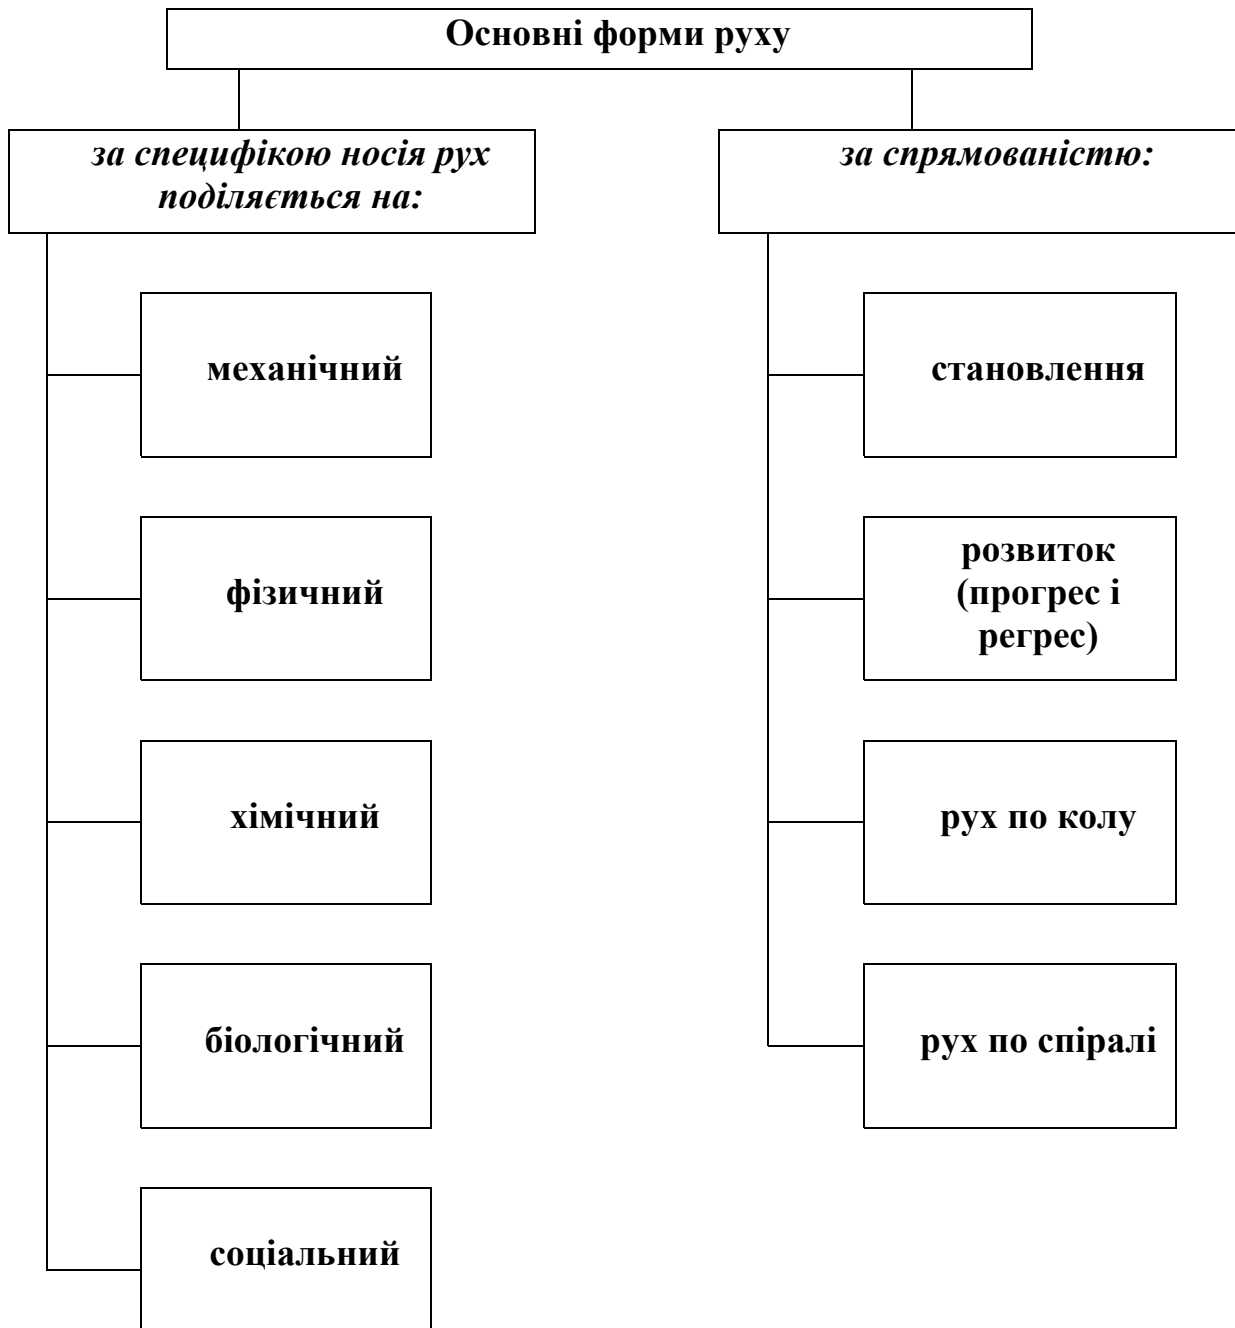 Основні форми руху
за специфікою носія рух
поділяється на:
механічний
фізичний
хімічний
біологічний
соціальний
за спрямованістю:
становлення
розвиток
(прогрес і
регрес)
рух по колу
рух по спіралі